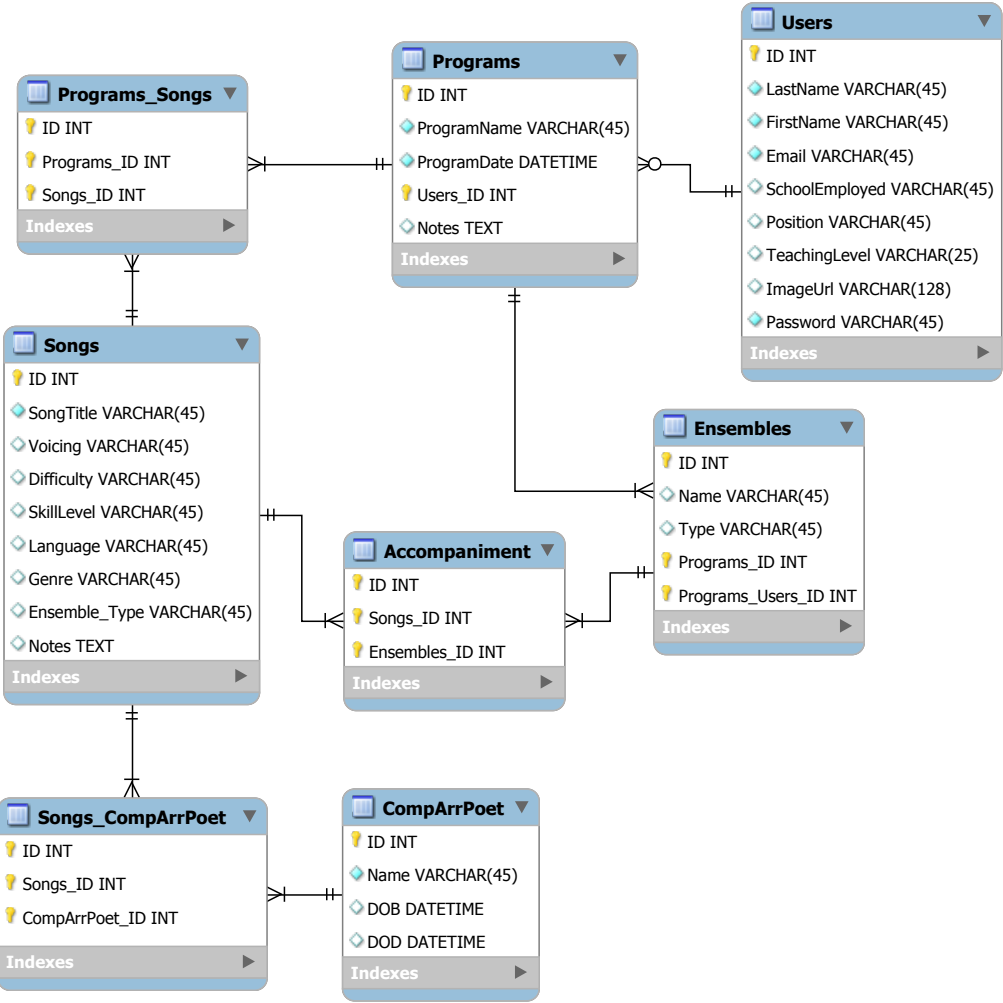 Users
ID INT
LastName VARCHAR(45)
FirstName VARCHAR(45)
Email VARCHAR(45)
SchoolEmployed VARCHAR(45)
Position VARCHAR(45)
TeachingLevel VARCHAR(25)
ImageUrl VARCHAR(128)
Password VARCHAR(45)
Indexes
Programs
ID INT
ProgramName VARCHAR(45)
ProgramDate DATETIME
Users_ID INT
Notes TEXT
Indexes
Programs_Songs
ID INT
Programs_ID INT
Songs_ID INT
Indexes
Songs
ID INT
SongTitle VARCHAR(45)
Voicing VARCHAR(45)
Difficulty VARCHAR(45)
SkillLevel VARCHAR(45)
Language VARCHAR(45)
Genre VARCHAR(45)
Ensemble_Type VARCHAR(45)
Notes TEXT
Indexes
Ensembles
ID INT
Name VARCHAR(45)
Type VARCHAR(45)
Programs_ID INT
Programs_Users_ID INT
Indexes
Accompaniment
ID INT
Songs_ID INT
Ensembles_ID INT
Indexes
Songs_CompArrPoet
ID INT
Songs_ID INT
CompArrPoet_ID INT
Indexes
CompArrPoet
ID INT
Name VARCHAR(45)
DOB DATETIME
DOD DATETIME
Indexes